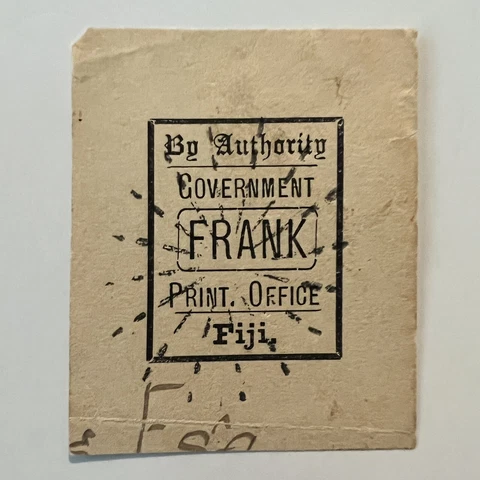 By Authority
GOVERNMENT
FRANK
PRINT. OFFICE
Fiji.